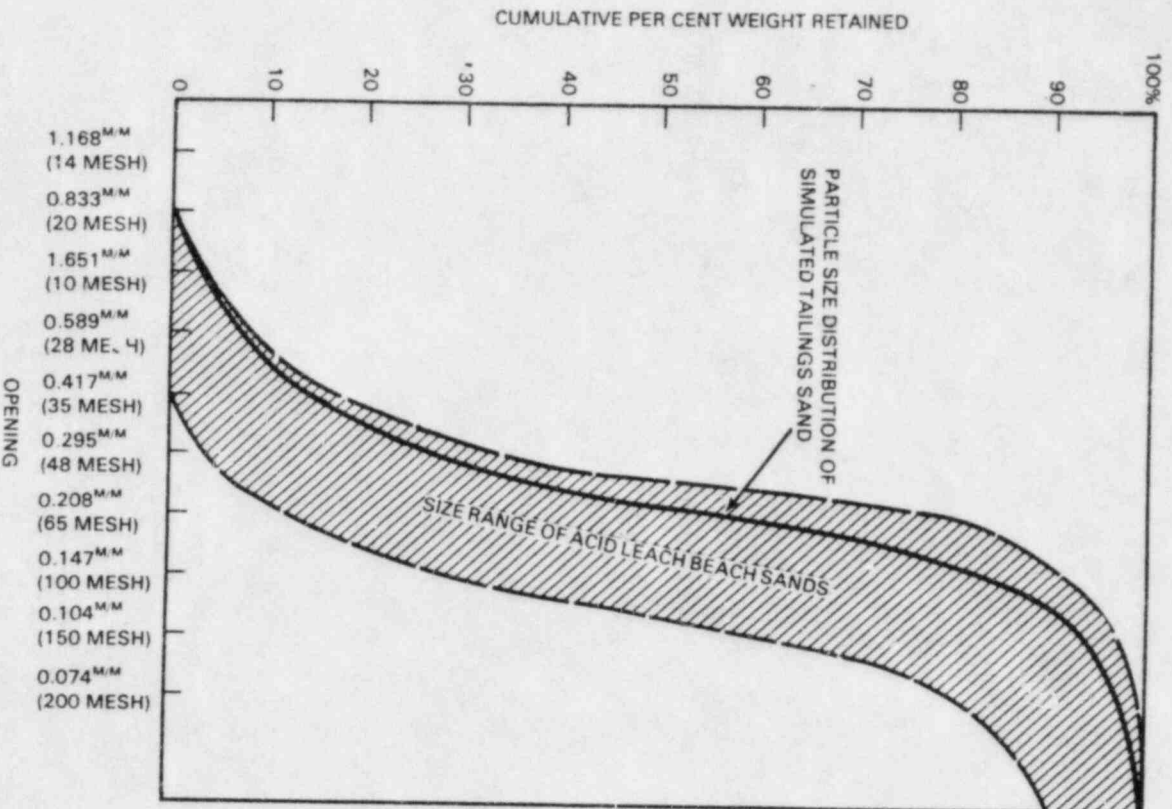 CUMULATIVE PER CENT WEIGHT RETAINED
0
10
20
'30
40
50
60
70
80
90
100%
1.168M/M
(14 MESH)
0.833M/M
(20 MESH)
1.651M/M
(10 MESH)
0.589M/M
(28 ME
0.417M/M
(35 MESH)
0.295M/M
(48 MESH)
0.208M/M
(65 MESH)
0.147M/M
(100 MESH)
0.104M/M
(150 MESH)
0.074M/M
(200 MESH)
OPENING
PARTICLE SIZE DISTRIBUTION OF
SIMULATED TAILINGS SAND
SIZE RANGE OF ACID LEACH BEACH SANDS